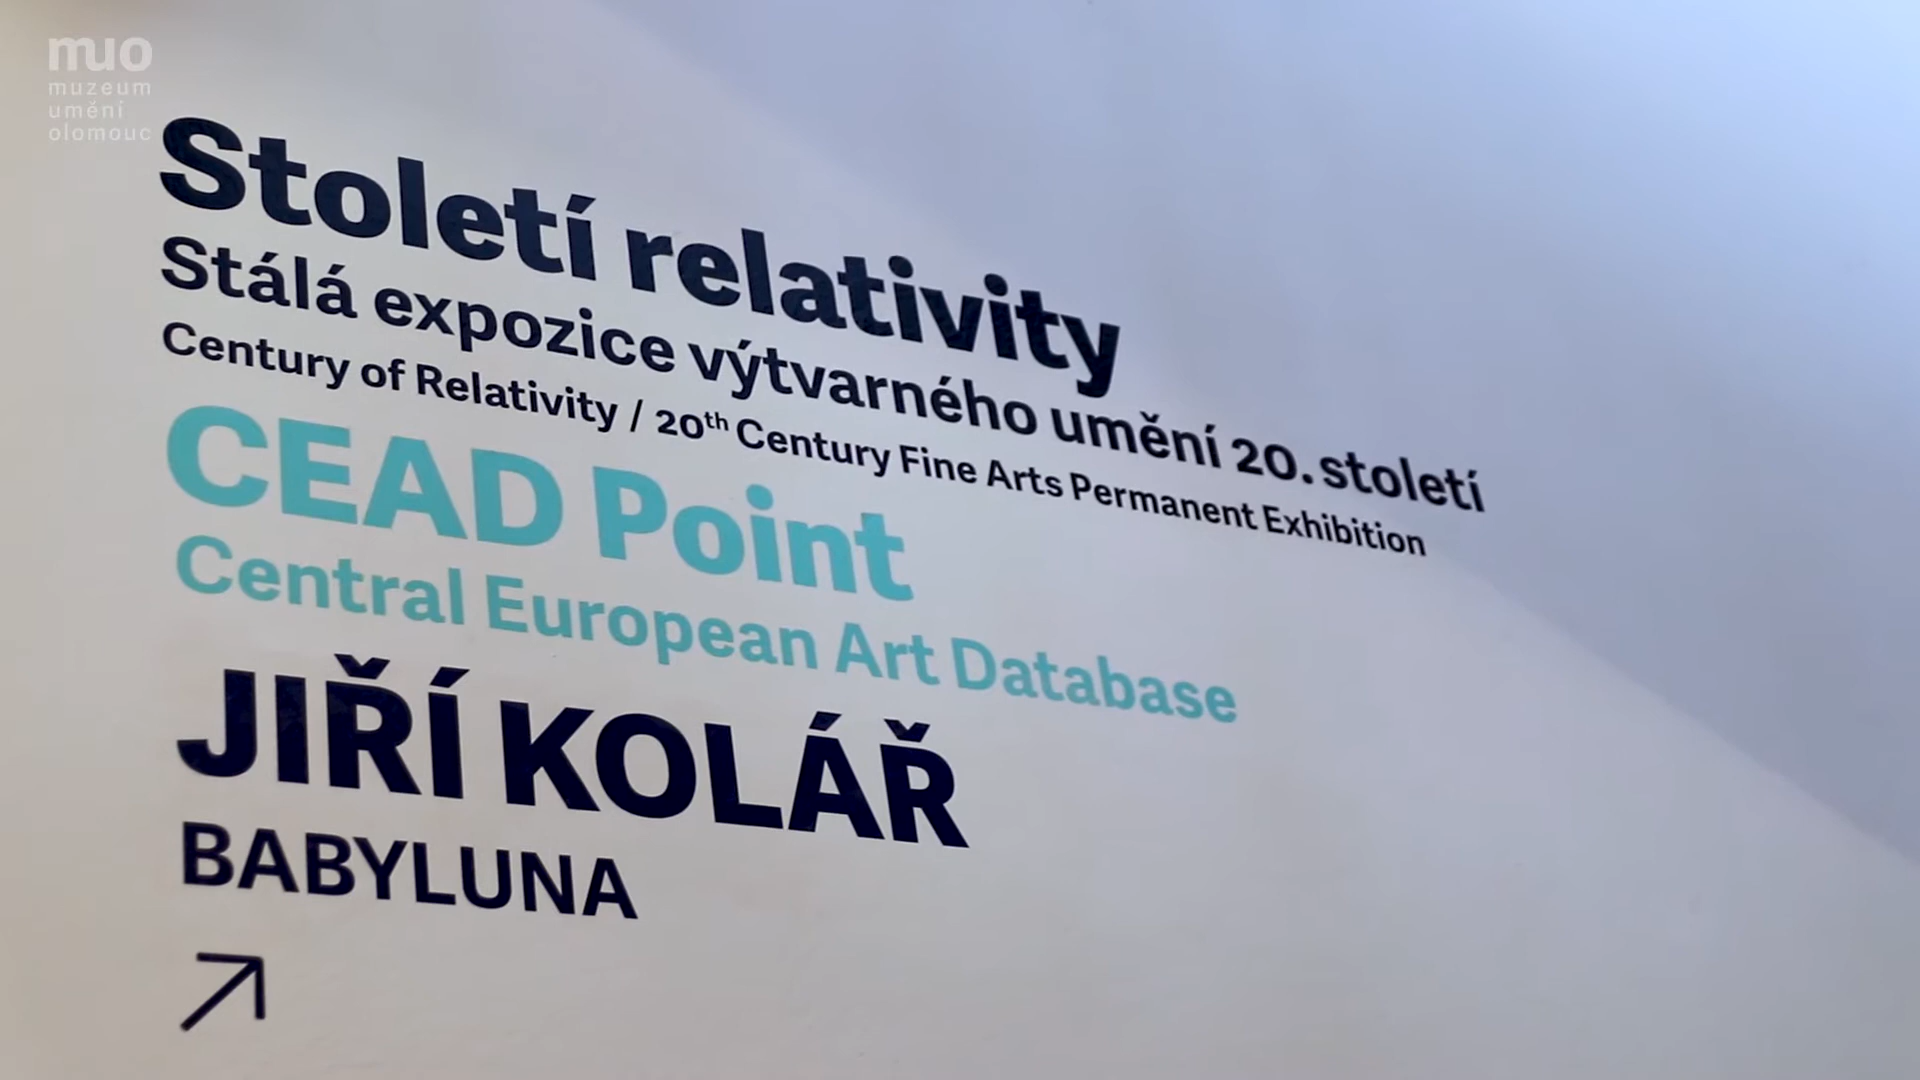 muo
muzeum
umění
olomouc
Století relativity
Stálá expozice výtvarného umění 20. století
Century of Relativity / 20th Century Fine Arts Permanent Exhibition
CEAD Point
Central European Art Database
JIŘÍ KOLÁŘ
BABYLUNA